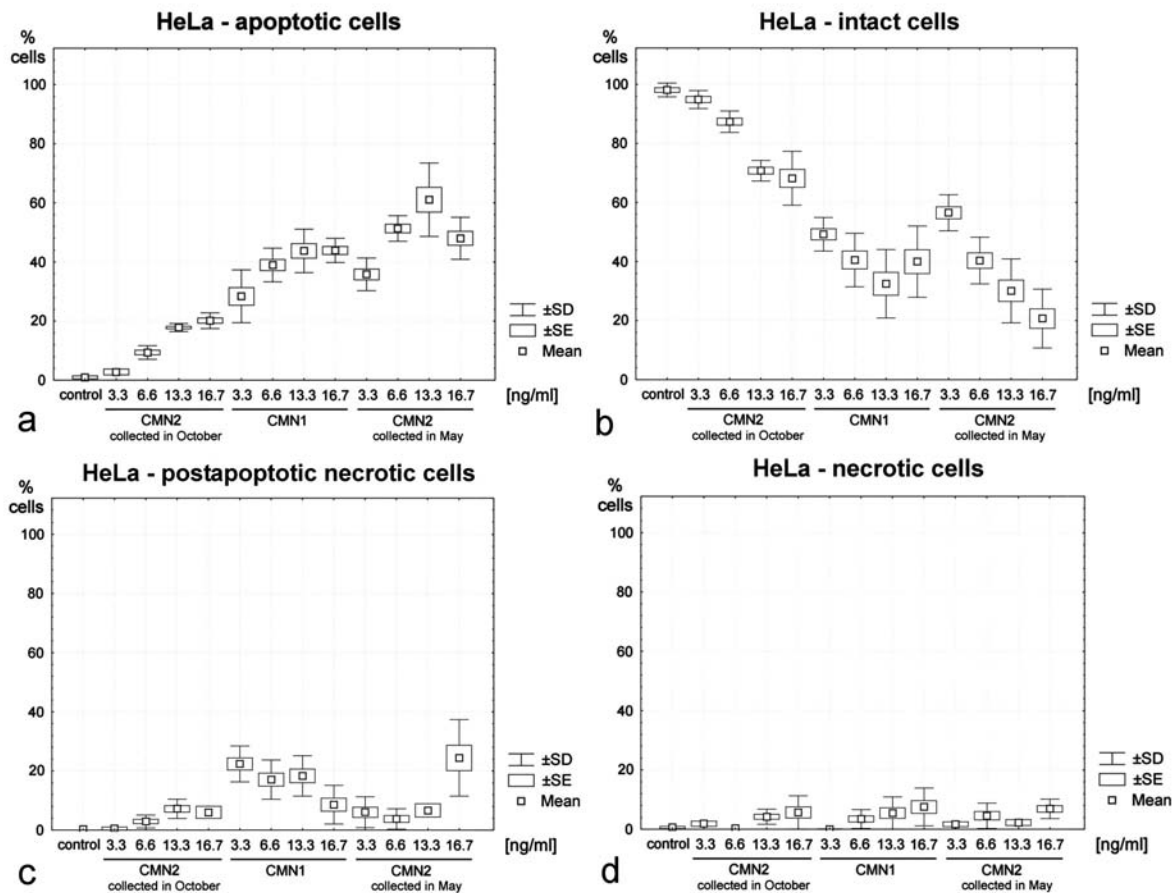 HeLa - apoptotic cells
%
cells
100
80
60
40
20
0
±SD
±SE
Mean
control 3.3 6.6 13.3 16.7 3.3 6.6 13.3 16.7 3.3 6.6 13.3 16.7 [ng/ml]
CMN2 CMN1 CMN2
collected in October collected in May
a
HeLa - intact cells
%
cells
100
80
60
40
20
0
±SD
±SE
Mean
control 3.3 6.6 13.3 16.7 3.3 6.6 13.3 16.7 3.3 6.6 13.3 16.7 [ng/ml]
CMN2 CMN1 CMN2
collected in October collected in May
b
HeLa - postapoptotic necrotic cells
%
cells
100
80
60
40
20
0
±SD
±SE
Mean
control 3.3 6.6 13.3 16.7 3.3 6.6 13.3 16.7 3.3 6.6 13.3 16.7 [ng/ml]
CMN2 CMN1 CMN2
collected in October collected in May
c
HeLa - necrotic cells
%
cells
100
80
60
40
20
0
±SD
±SE
Mean
control 3.3 6.6 13.3 16.7 3.3 6.6 13.3 16.7 3.3 6.6 13.3 16.7 [ng/ml]
CMN2 CMN1 CMN2
collected in October collected in May
d